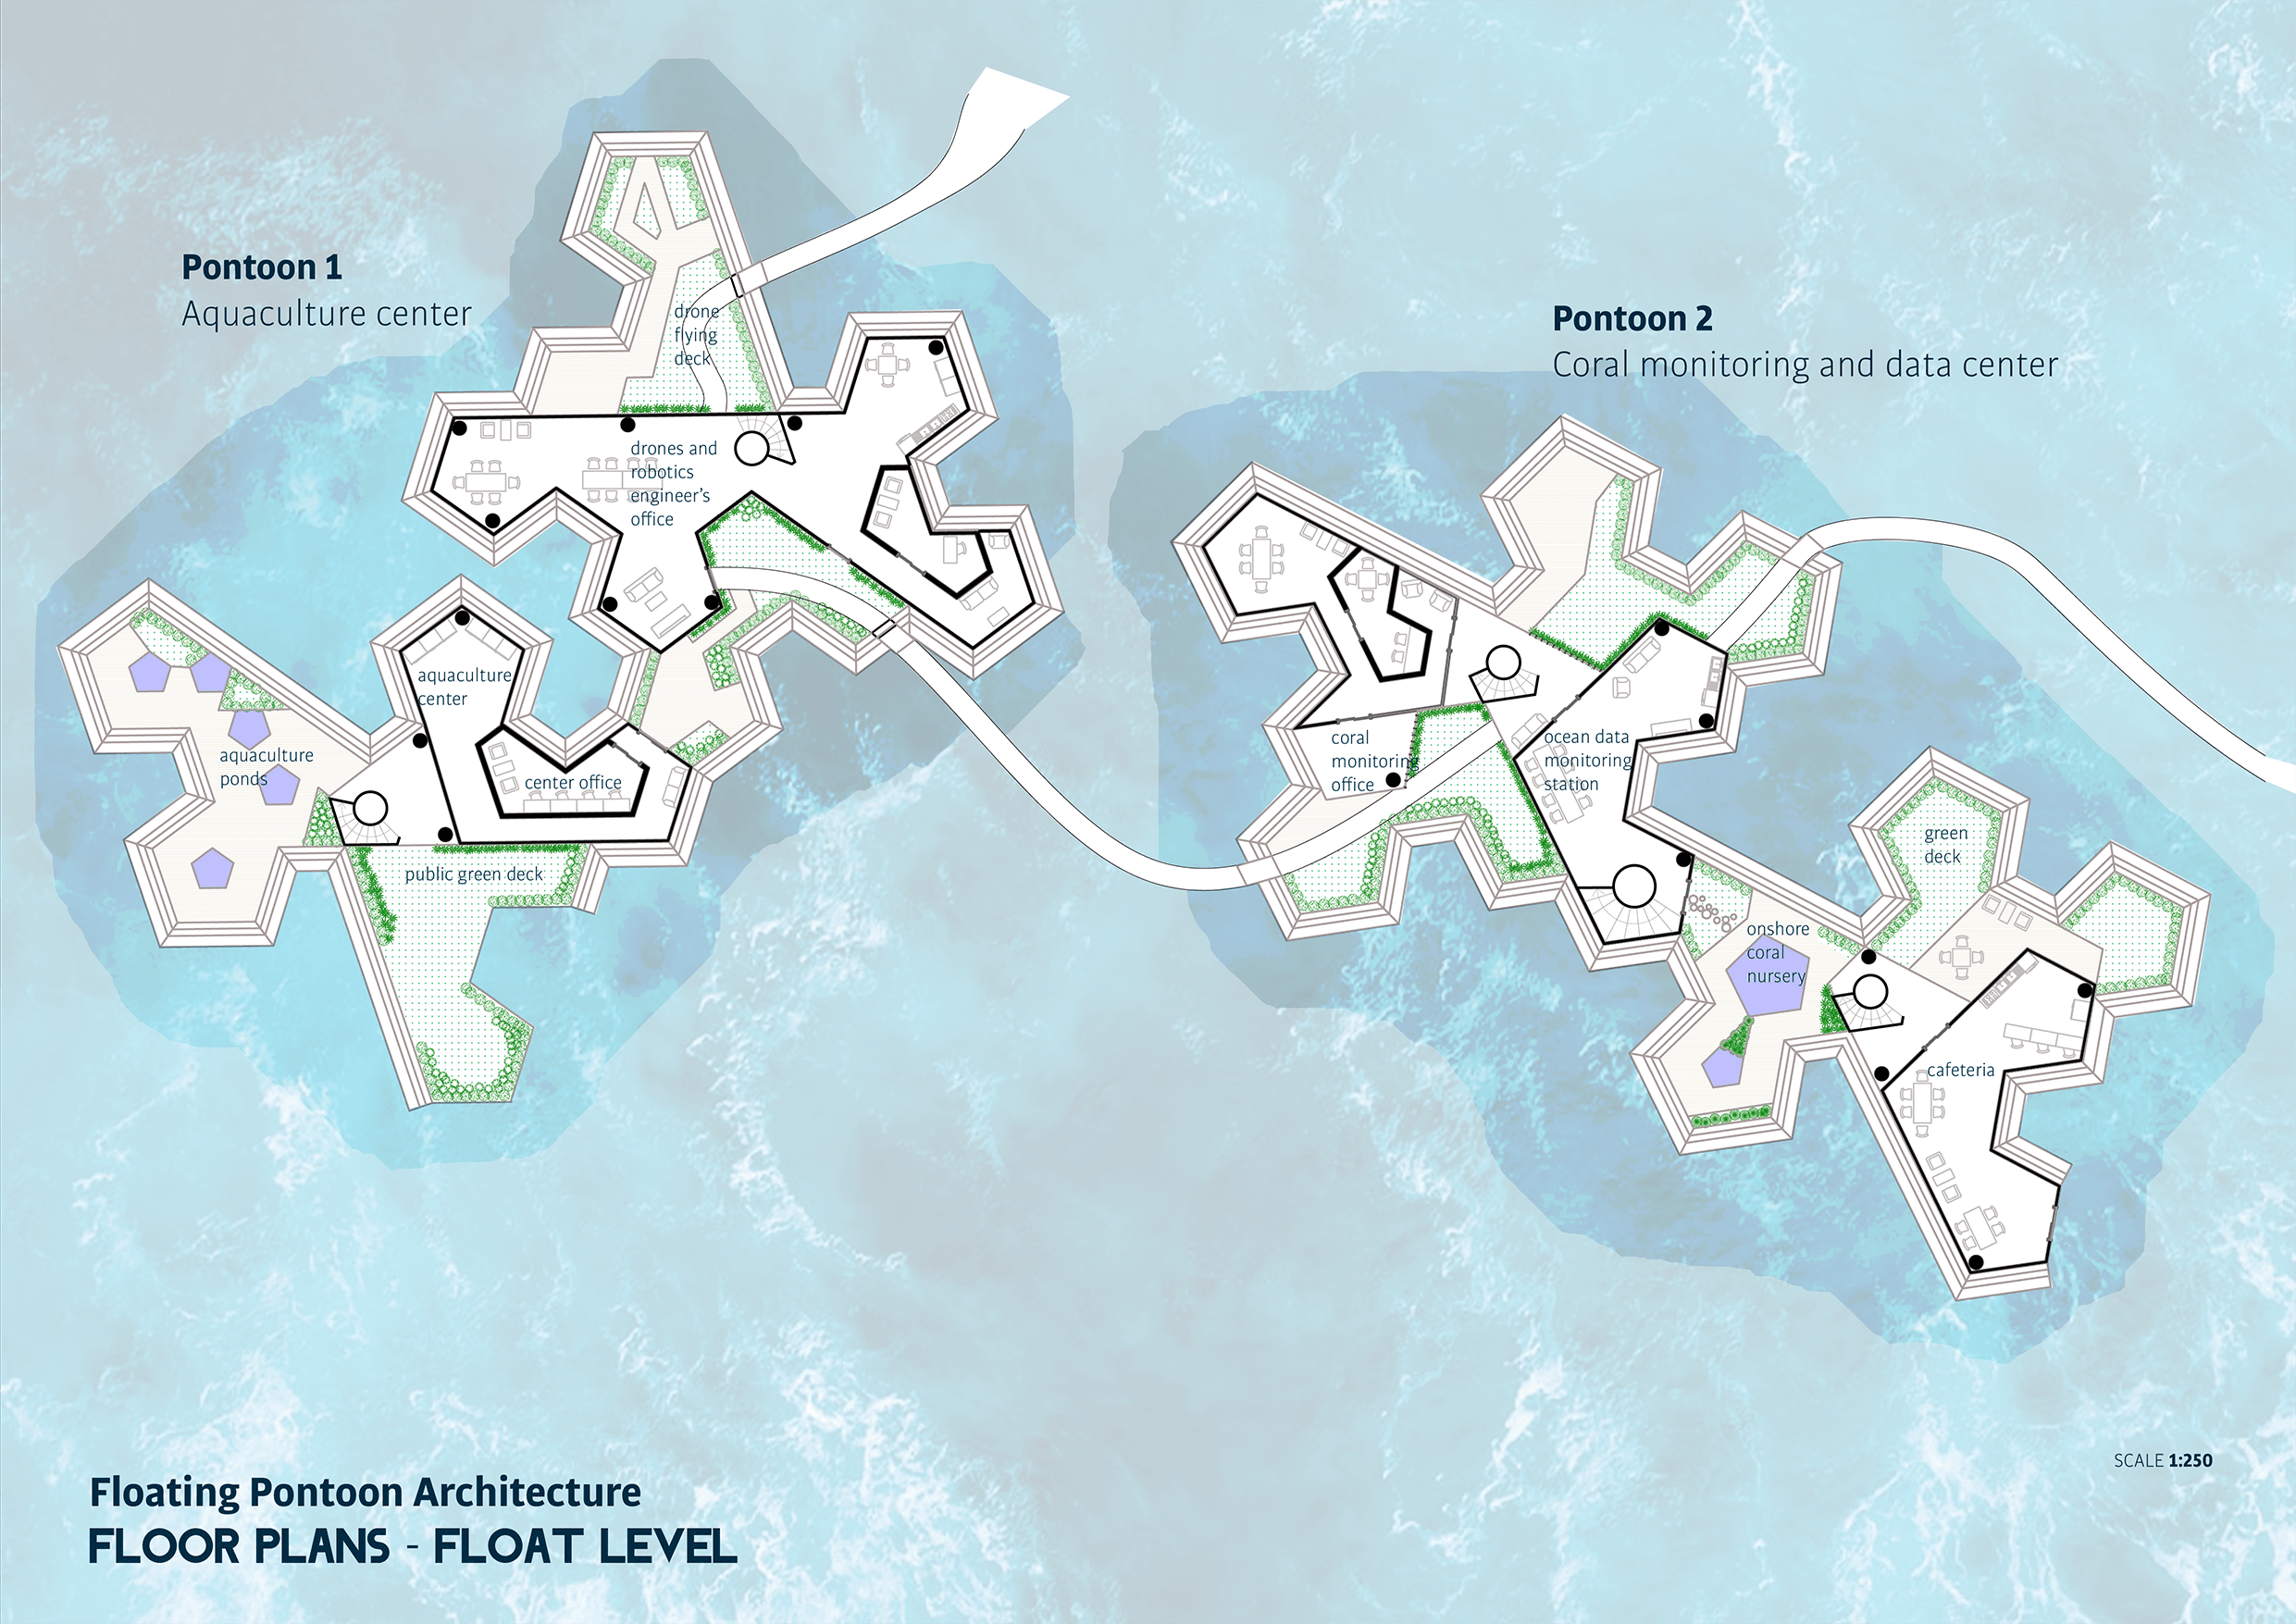 Pontoon 1
Aquaculture center
drone
flying
deck
drones and
robotics
engineer's
office
aquaculture
center
aquaculture
ponds
center office
public green deck
Pontoon 2
Coral monitoring and data center
coral
monitoring
office
ocean data
monitoring
station
onshore
coral
nursery
green
deck
cafeteria
SCALE 1:250
Floating Pontoon Architecture
FLOOR PLANS - FLOAT LEVEL